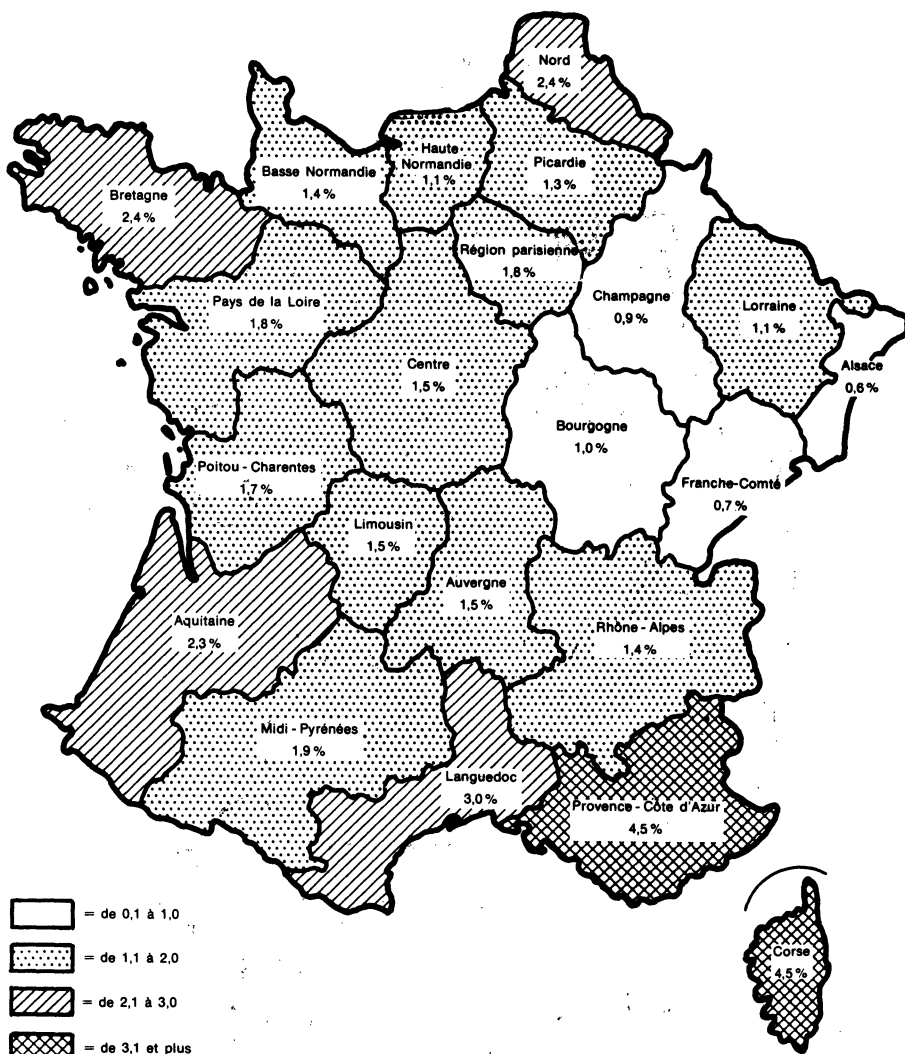 Nord
2,4 %
Haute
Normandie
1,1 %
Picardie
1,3 %
Basse Normandie
1,4 %
Bretagne
2,4 %
Région parisienne
1,8 %
Champagne
0,9 %
Lorraine
1,1 %
Alsace
0,6 %
Pays de la Loire
1,8 %
Centre
1,5 %
Bourgogne
1,0 %
Franche-Comté
0,7 %
Poitou - Charentes
1,7 %
Limousin
1,5 %
Auvergne
1,5 %
Rhône - Alpes
1,4 %
Aquitaine
2,3 %
Midi - Pyrénées
1,9 %
Languedoc
3,0 %
Provence - Côte d'Azur
4,5 %
Corse
4,5 %
= de 0,1 à 1,0
= de 1,1 à 2,0
= de 2,1 à 3,0
= de 3,1 et plus